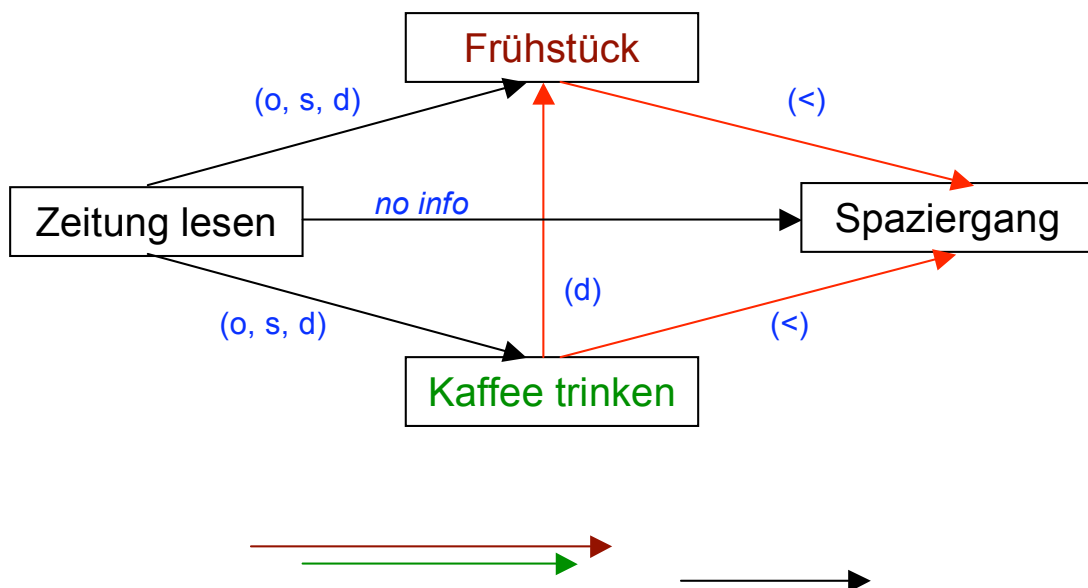 Frühstück
(o, s, d)
(<)
Zeitung lesen
no info
Spaziergang
(d)
(o, s, d)
(<)
Kaffee trinken